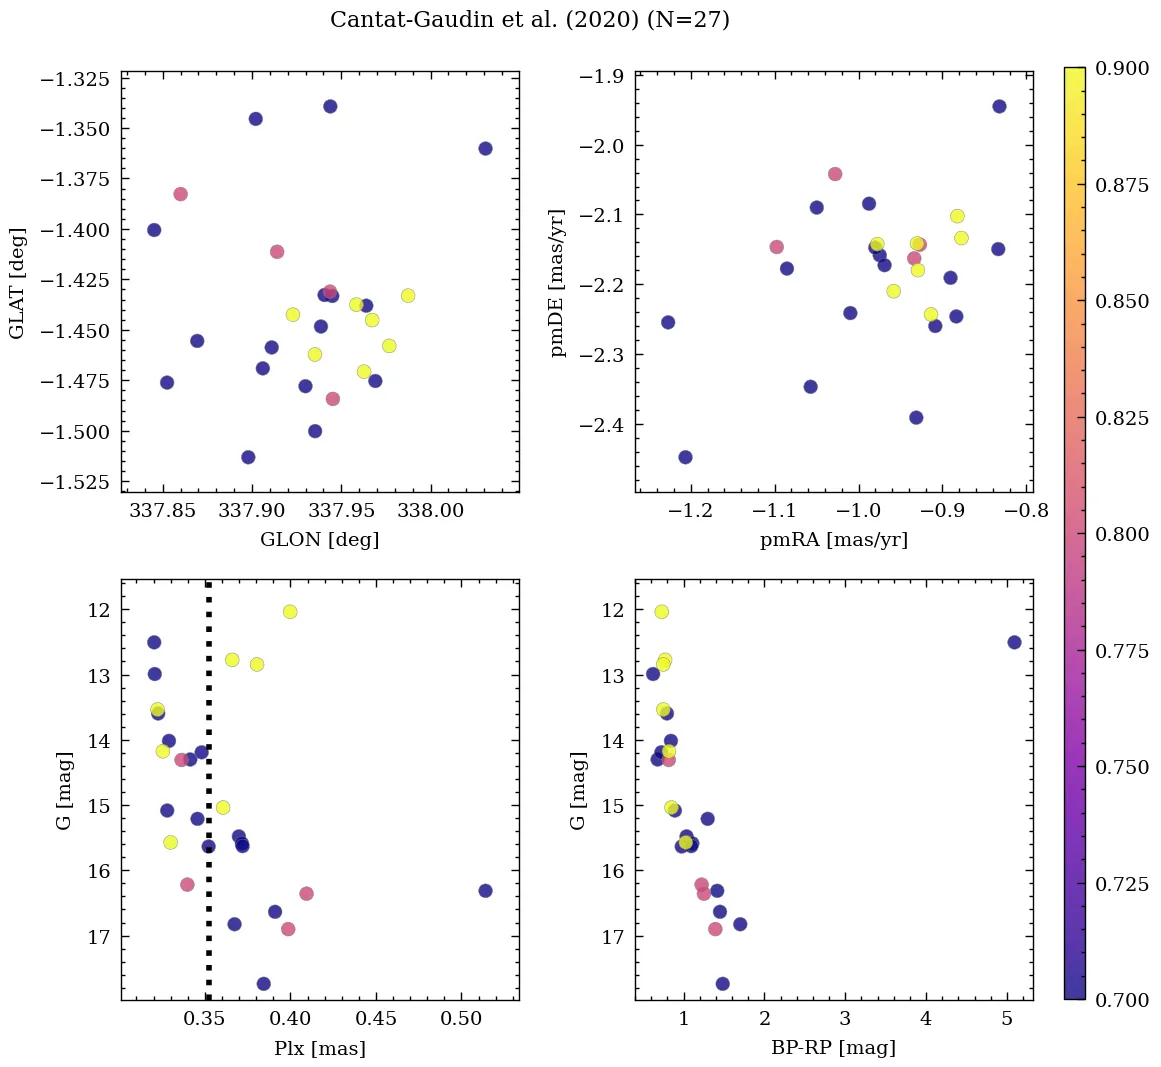 Cantat-Gaudin et al. (2020) (N=27)
−1.325
−1.350
−1.375
−1.400
−1.425
−1.450
−1.475
−1.500
−1.525
GLAT [deg]
337.85 337.90 337.95 338.00
GLON [deg]
−1.9
−2.0
−2.1
−2.2
−2.3
−2.4
pmDE [mas/yr]
−1.2 −1.1 −1.0 −0.9 −0.8
pmRA [mas/yr]
12
13
14
15
16
17
G [mag]
0.35 0.40 0.45 0.50
Plx [mas]
12
13
14
15
16
17
G [mag]
1 2 3 4 5
BP-RP [mag]
0.900
0.875
0.850
0.825
0.800
0.775
0.750
0.725
0.700